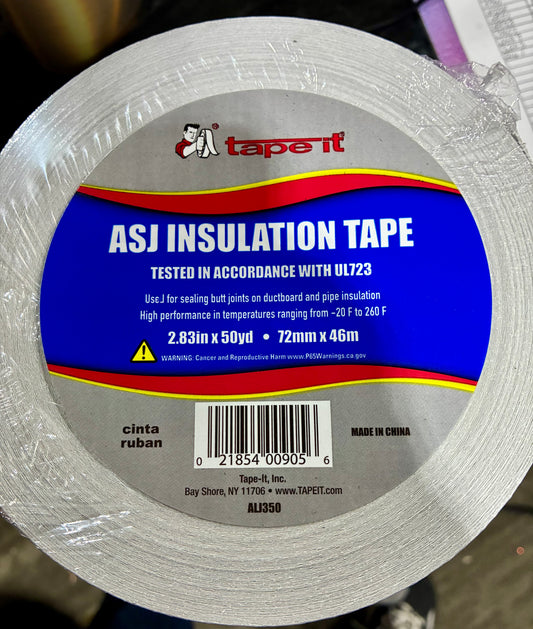 tape it®
ASJ INSULATION TAPE
TESTED IN ACCORDANCE WITH UL723
Used for sealing butt joints on ductboard and pipe insulation
High performance in temperatures ranging from –20 F to 260 F
2.83in x 50yd • 72mm x 46m
WARNING: Cancer and Reproductive Harm www.P65Warnings.ca.gov
cinta
ruban
MADE IN CHINA
0 21854 00905 6
Tape-It, Inc.
Bay Shore, NY 11706 • www.TAPEIT.com
ALJ350